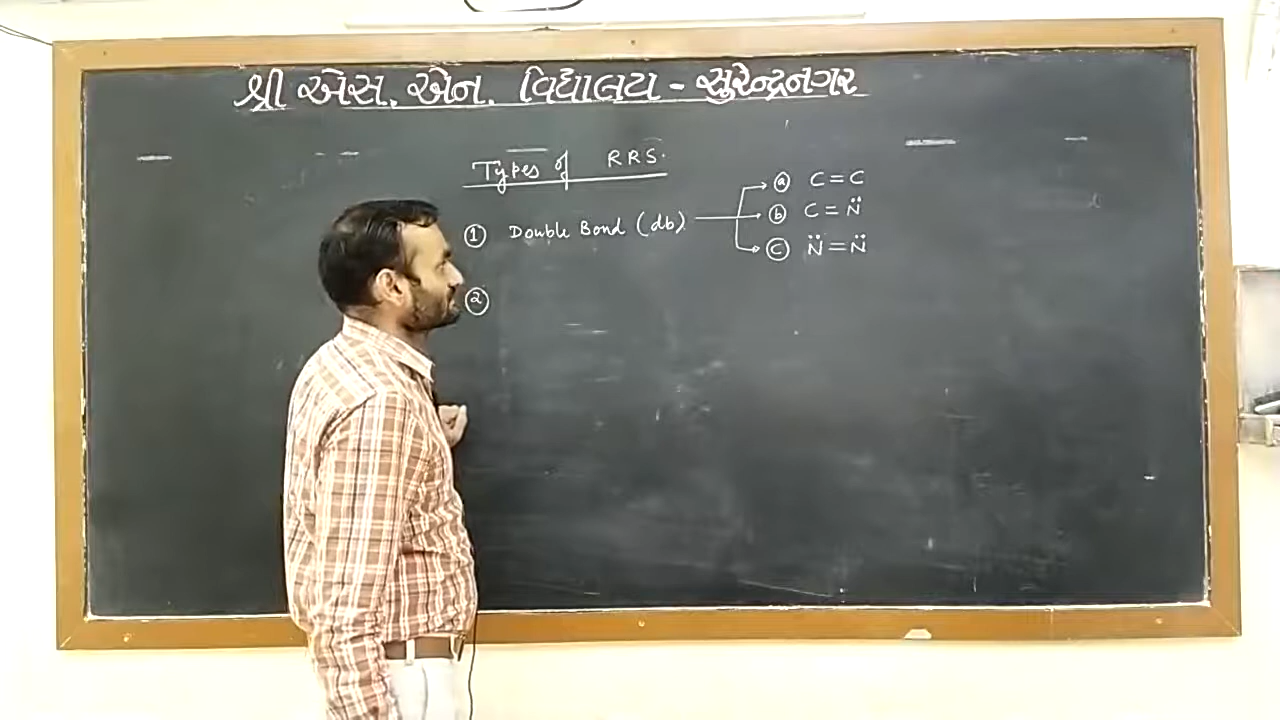 શ્રી એસ. એન. વિદ્યાલય - સુરેન્દ્રનગર
Types of RRS.
① Double Bond (db)
ⓐ C = C
ⓑ C = N̈
ⓒ N̈ = N̈
②